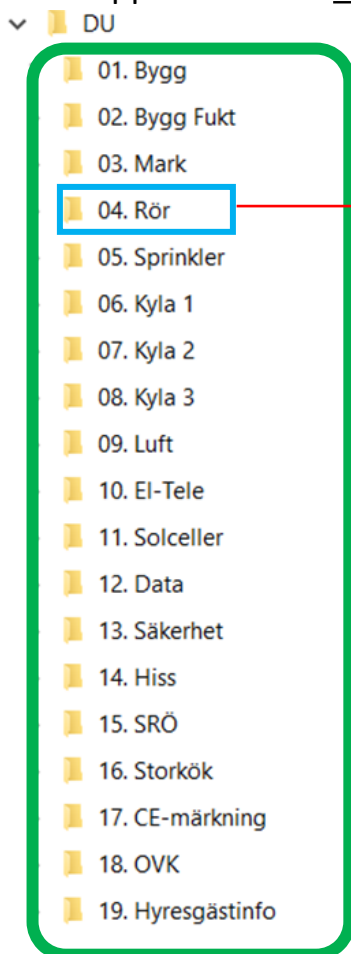 DU
01. Bygg
02. Bygg Fukt
03. Mark
04. Rör
05. Sprinkler
06. Kyla 1
07. Kyla 2
08. Kyla 3
09. Luft
10. El-Tele
11. Solceller
12. Data
13. Säkerhet
14. Hiss
15. SRÖ
16. Storkök
17. CE-märkning
18. OVK
19. Hyresgästinfo